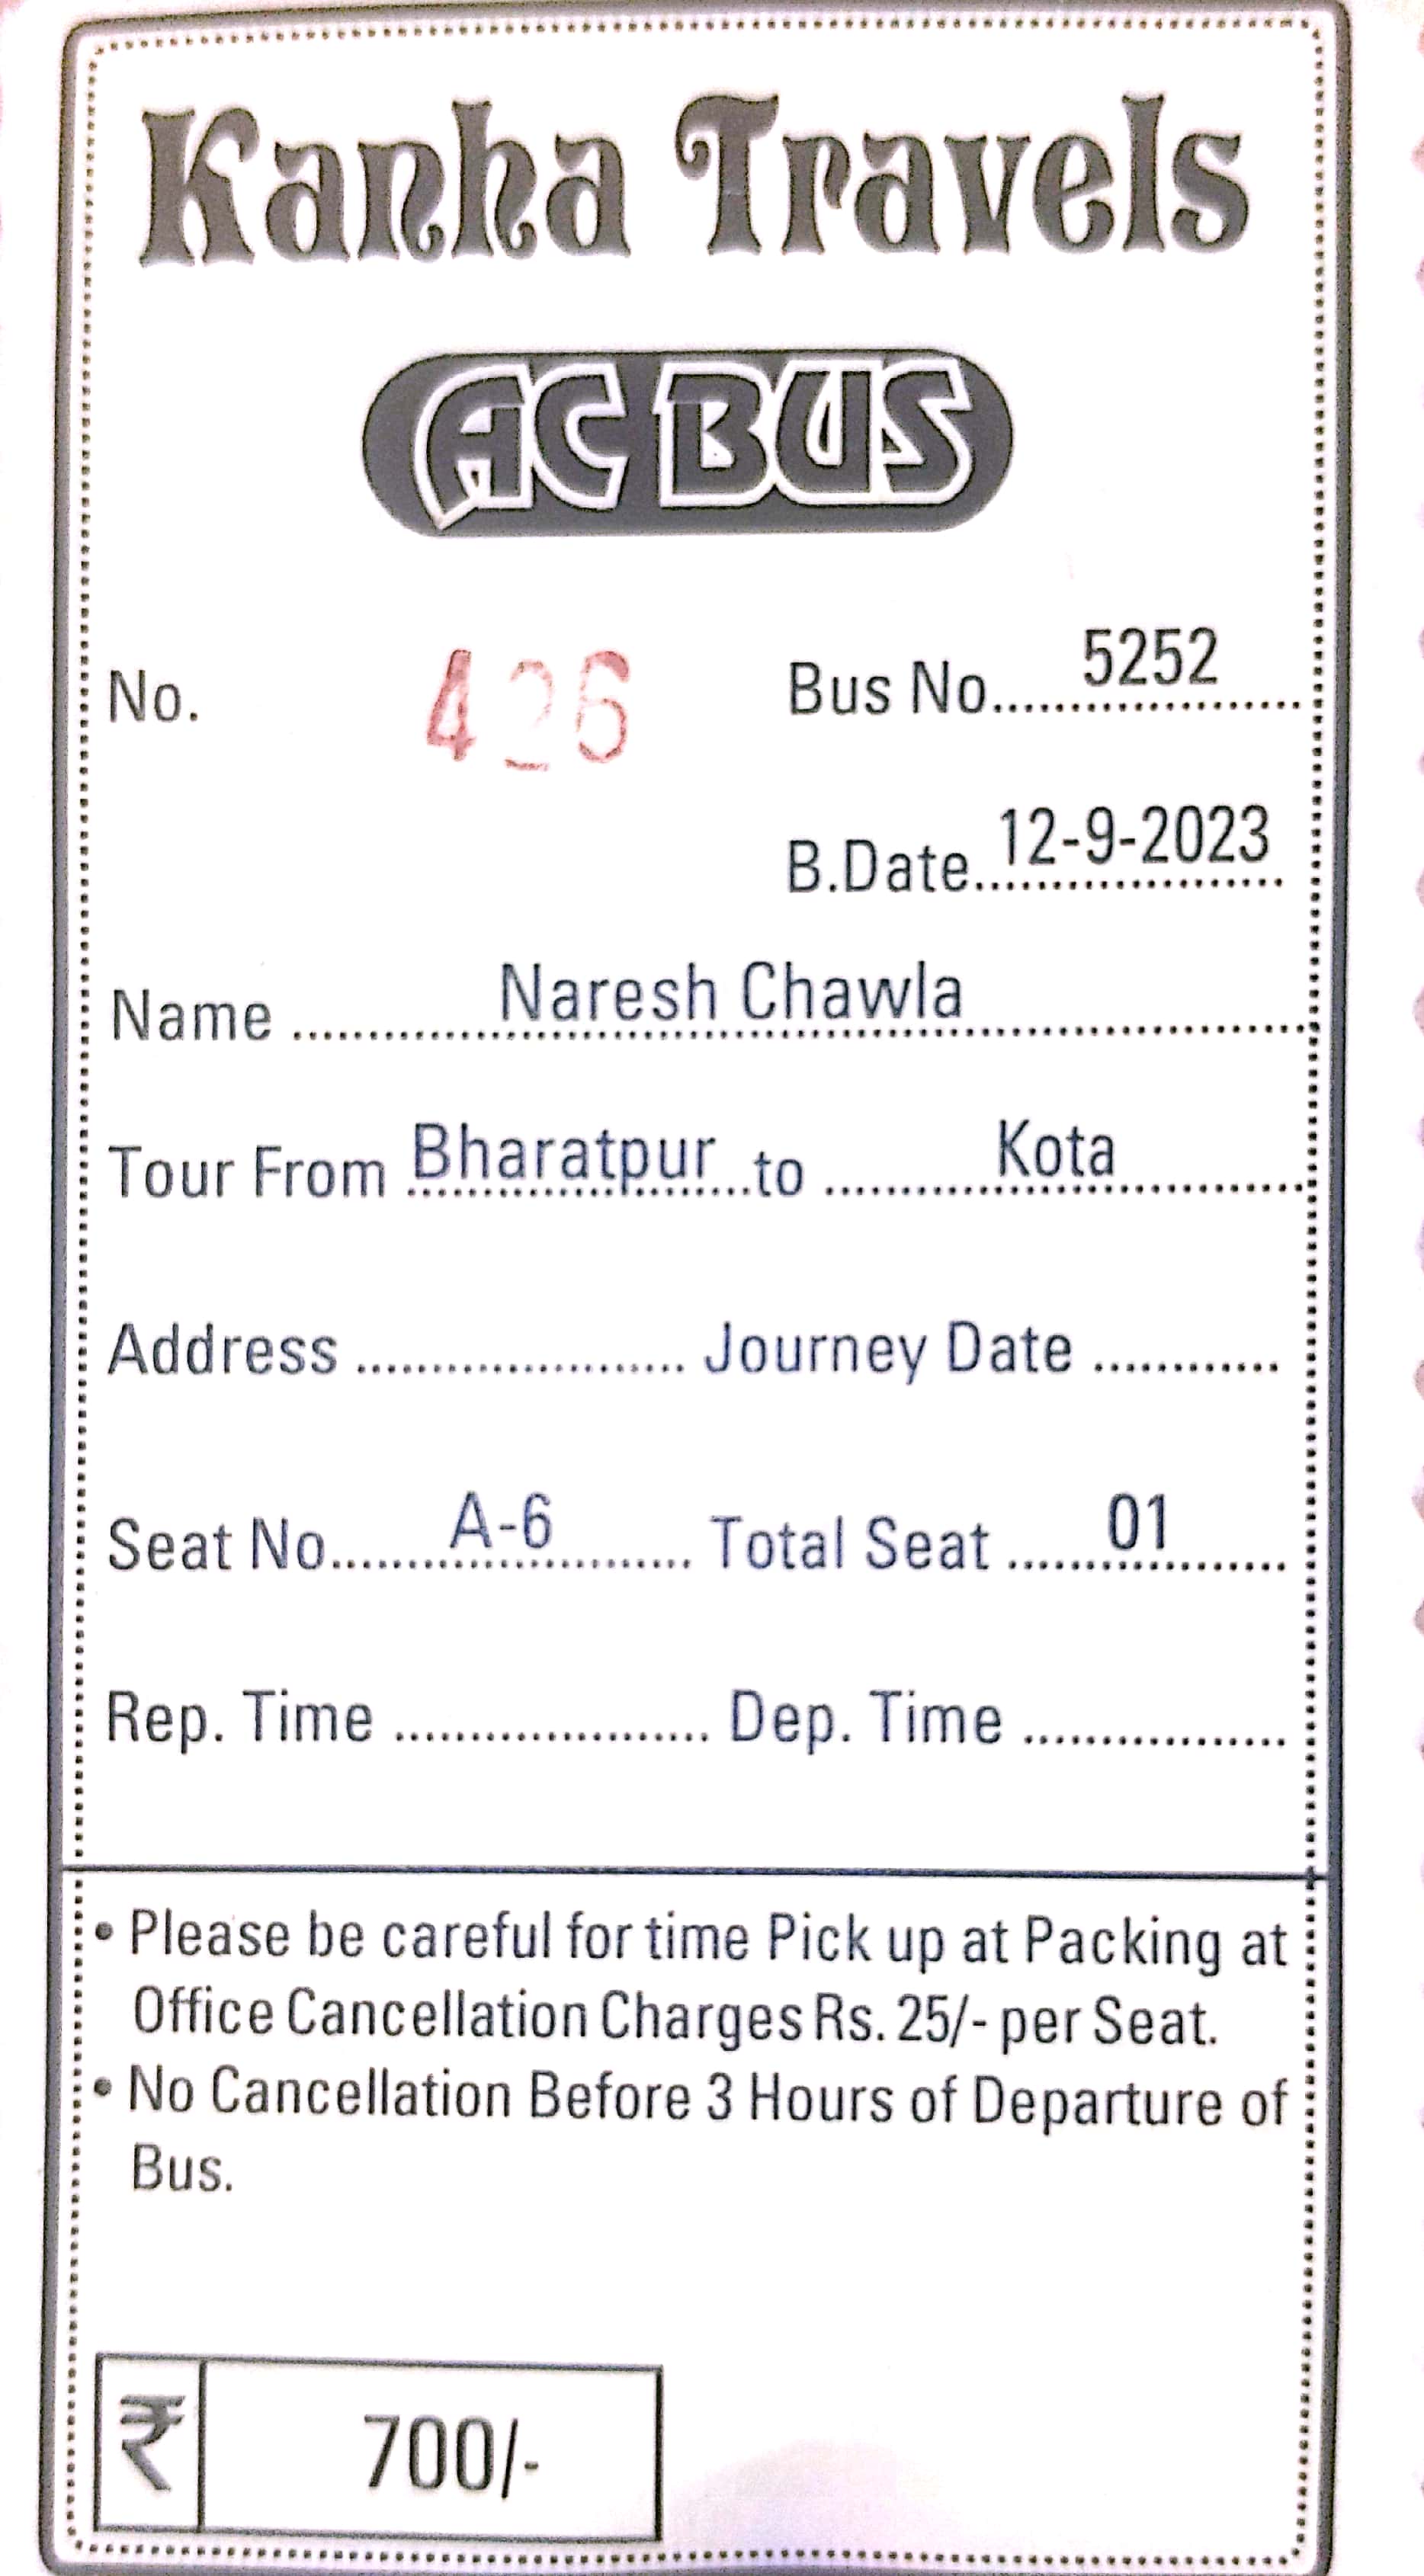 Kanha Travels
AC BUS
No. 426 Bus No. 5252
B.Date 12-9-2023
Name Naresh Chawla
Tour From Bharatpur to Kota
Address Journey Date
Seat No. A-6 Total Seat 01
Rep. Time Dep. Time
• Please be careful for time Pick up at Packing at
Office Cancellation Charges Rs. 25/- per Seat.
• No Cancellation Before 3 Hours of Departure of
Bus.
₹ 700/-